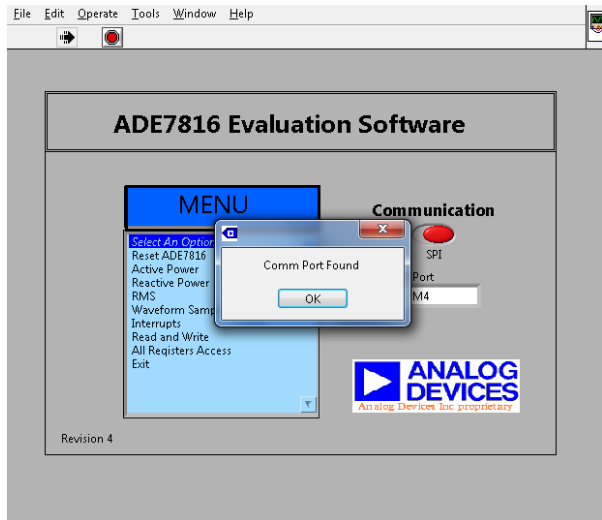 File Edit Operate Tools Window Help
ADE7816 Evaluation Software
MENU
Select An Option
Reset ADE7816
Active Power
Reactive Power
RMS
Waveform Samp
Interrupts
Read and Write
All Registers Access
Exit
Communication
SPI
Port
M4
Comm Port Found
OK
ANALOG
DEVICES
Analog Devices Inc proprietary
Revision 4